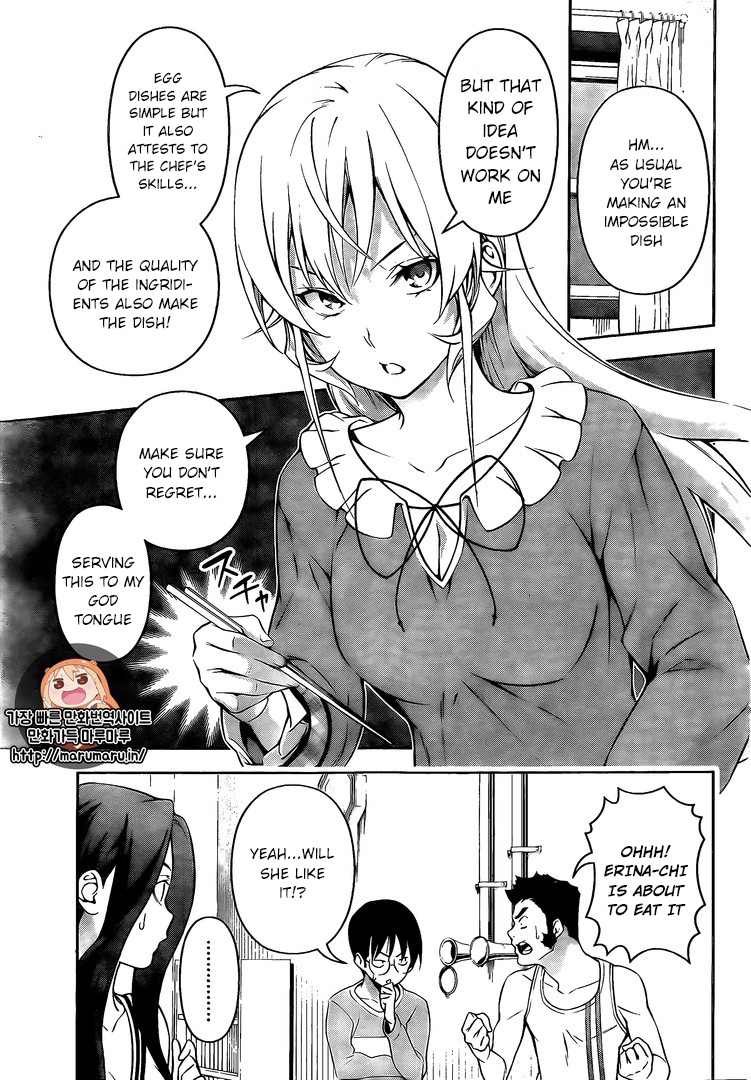 HM...
AS USUAL
YOU'RE
MAKING AN
IMPOSSIBLE
DISH
BUT THAT
KIND OF
IDEA
DOESN'T
WORK ON
ME
EGG
DISHES ARE
SIMPLE BUT
IT ALSO
ATTESTS TO
THE CHEF'S
SKILLS...
AND THE QUALITY
OF THE INGRIDI-
ENTS ALSO MAKE
THE DISH!
MAKE SURE
YOU DON'T
REGRET...
SERVING
THIS TO MY
GOD
TONGUE
スチャ
가장 빠른 만화번역사이트
만화가득 마루마루
http://marumaru.in/
OHHH!
ERINA-CHI
IS ABOUT
TO EAT IT
YEAH...WILL
SHE LIKE
IT!?
.........